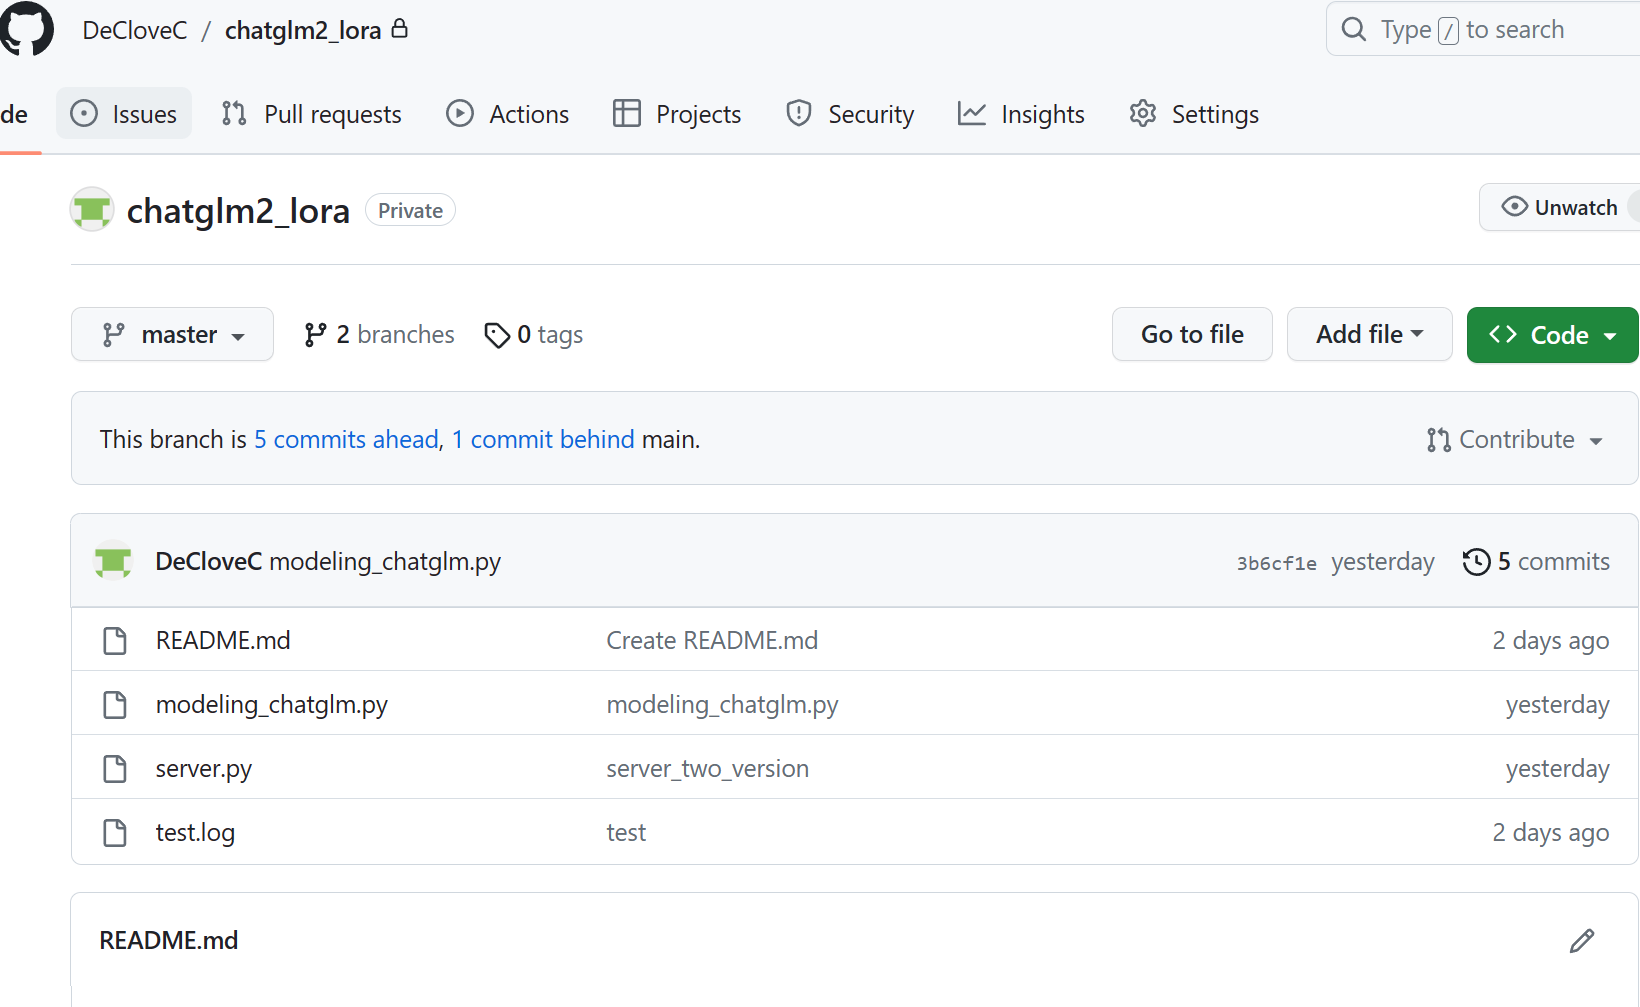 DeCloveC / chatglm2_lora
Type / to search
de Issues Pull requests Actions Projects Security Insights Settings
chatglm2_lora Private
Unwatch
master 2 branches 0 tags
Go to file Add file Code
This branch is 5 commits ahead, 1 commit behind main.
Contribute
DeCloveC modeling_chatglm.py 3b6cf1e yesterday 5 commits
README.md Create README.md 2 days ago
modeling_chatglm.py modeling_chatglm.py yesterday
server.py server_two_version yesterday
test.log test 2 days ago
README.md